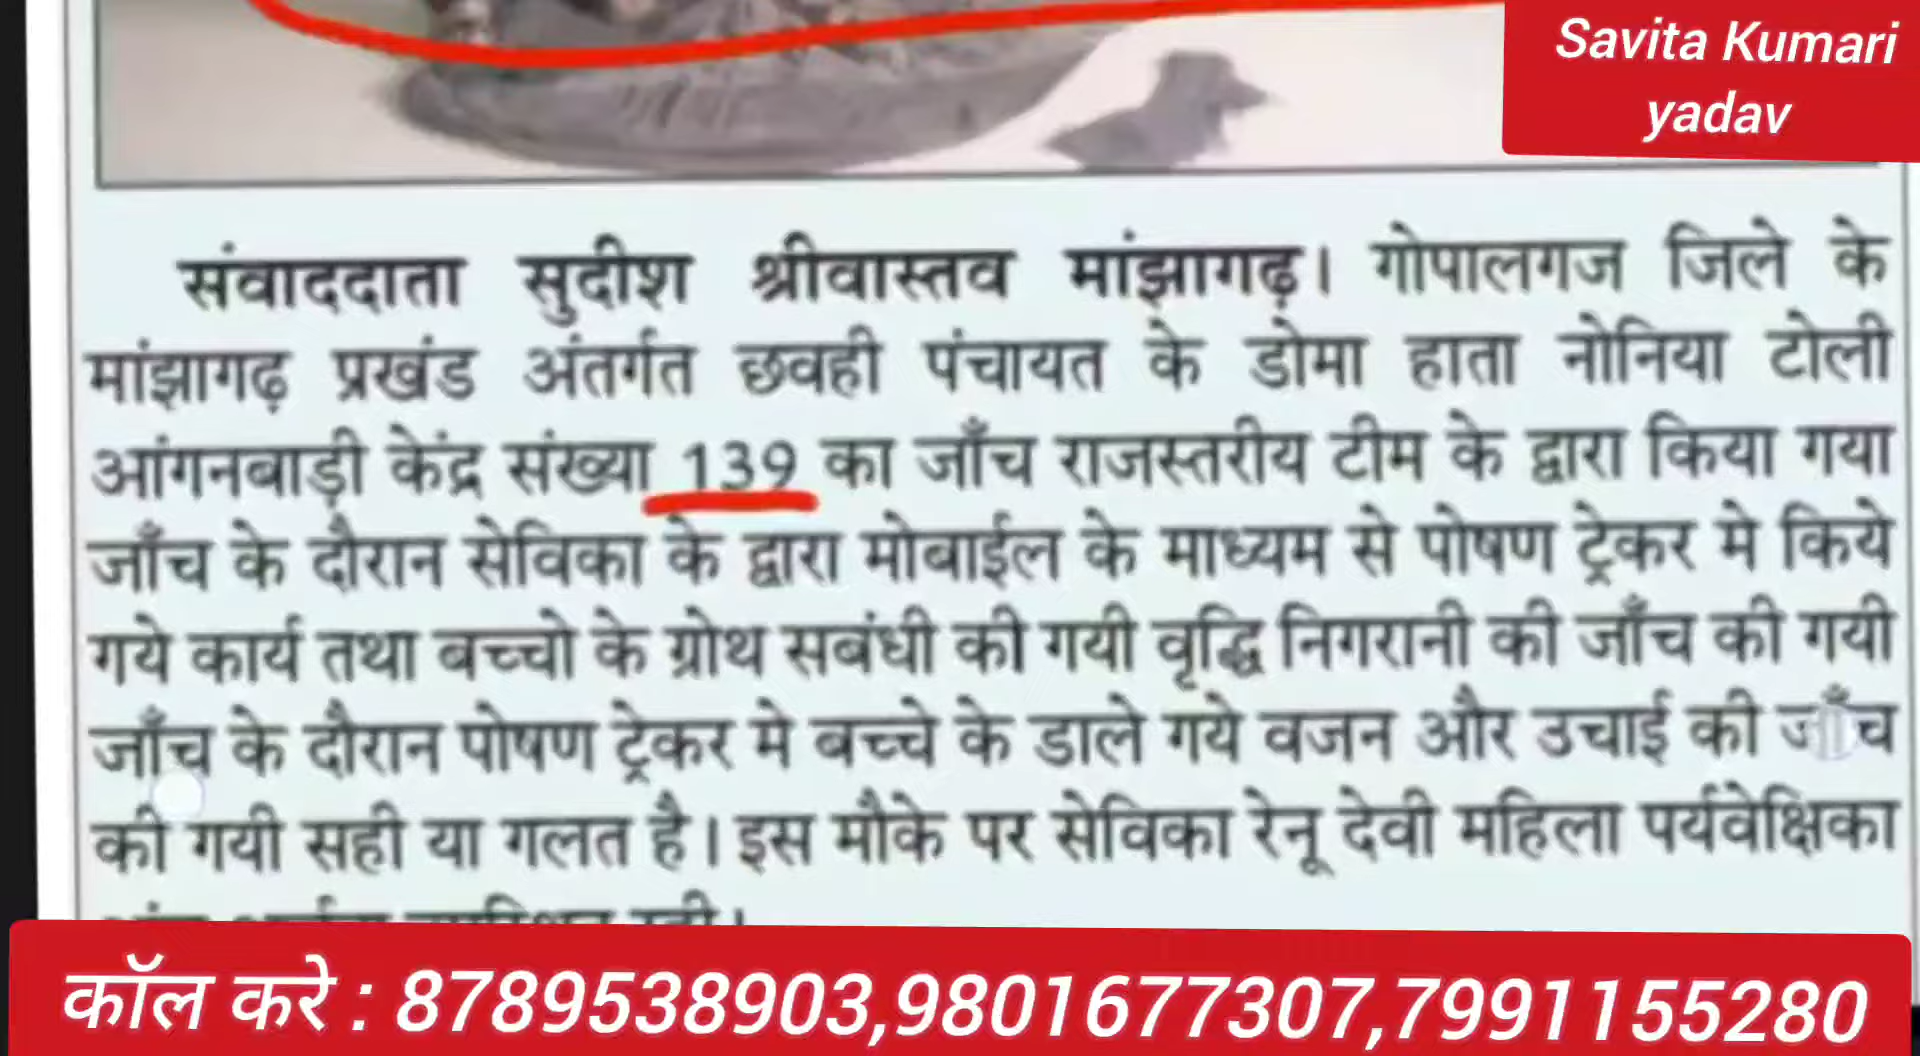 Savita Kumari
yadav
संवाददाता सुदीश श्रीवास्तव मांझागढ़। गोपालगज जिले के
मांझागढ़ प्रखंड अंतर्गत छवही पंचायत के डोमा हाता नोनिया टोली
आंगनबाड़ी केंद्र संख्या 139 का जाँच राजस्तरीय टीम के द्वारा किया गया
जाँच के दौरान सेविका के द्वारा मोबाईल के माध्यम से पोषण ट्रेकर मे किये
गये कार्य तथा बच्चो के ग्रोथ सबंधी की गयी वृद्धि निगरानी की जाँच की गयी
जाँच के दौरान पोषण ट्रेकर मे बच्चे के डाले गये वजन और उचाई की जाँच
की गयी सही या गलत है। इस मौके पर सेविका रेनू देवी महिला पर्यवेक्षिका
कॉल करे : 8789538903,9801677307,7991155280